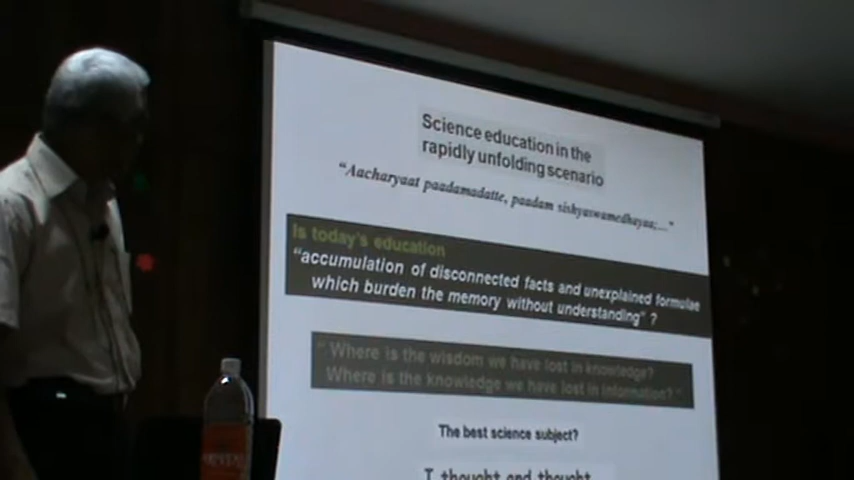 Science education in the
rapidly unfolding scenario
“Aacharyaat paadamadatte, paadam sishyaswamedhayaa;....”
Is today's education
“accumulation of disconnected facts and unexplained formulae
which burden the memory without understanding” ?
“ Where is the wisdom we have lost in knowledge?
Where is the knowledge we have lost in information? ”
The best science subject?
I thought and thought